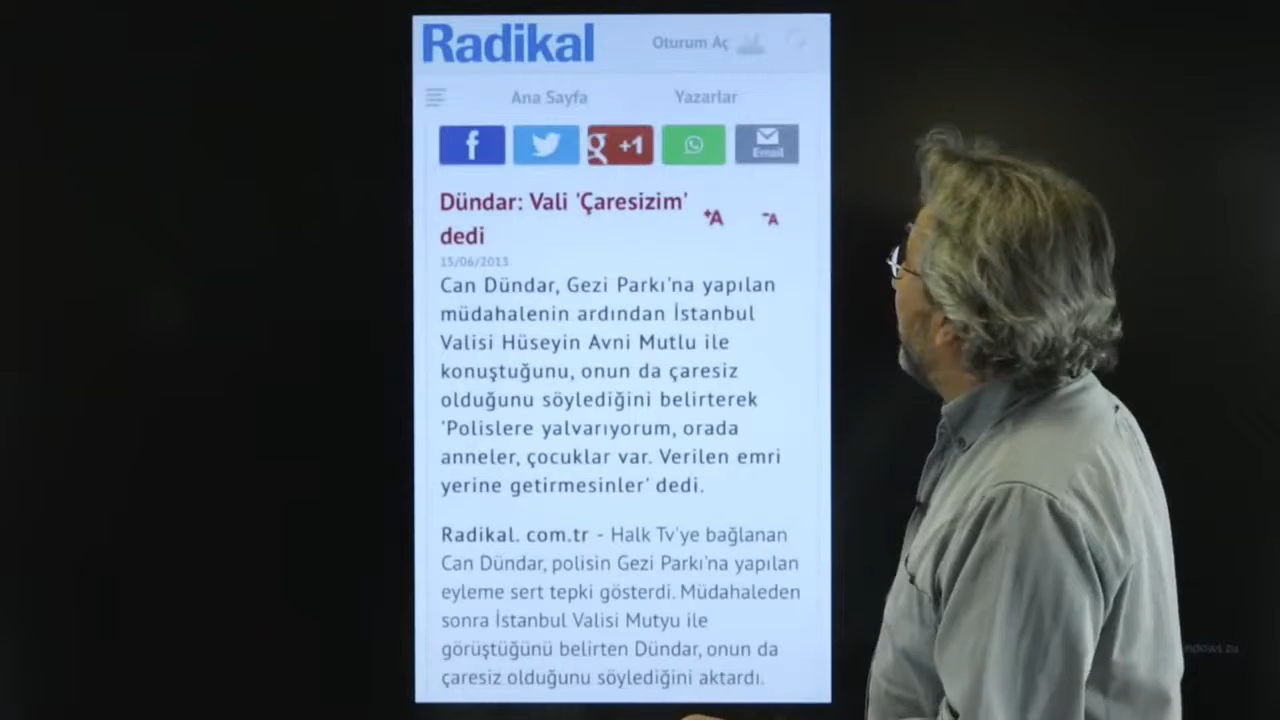 Radikal
Oturum Aç
Ana Sayfa
Yazarlar
f
g +1
Email
Dündar: Vali 'Çaresizim'
dedi
+A
-A
15/06/2013
Can Dündar, Gezi Parkı'na yapılan
müdahalenin ardından İstanbul
Valisi Hüseyin Avni Mutlu ile
konuştuğunu, onun da çaresiz
olduğunu söylediğini belirterek
'Polislere yalvarıyorum, orada
anneler, çocuklar var. Verilen emri
yerine getirmesinler' dedi.
Radikal. com.tr - Halk Tv'ye bağlanan
Can Dündar, polisin Gezi Parkı'na yapılan
eyleme sert tepki gösterdi. Müdahaleden
sonra İstanbul Valisi Mutyu ile
görüştüğünü belirten Dündar, onun da
çaresiz olduğunu söylediğini aktardı.
ndows zu